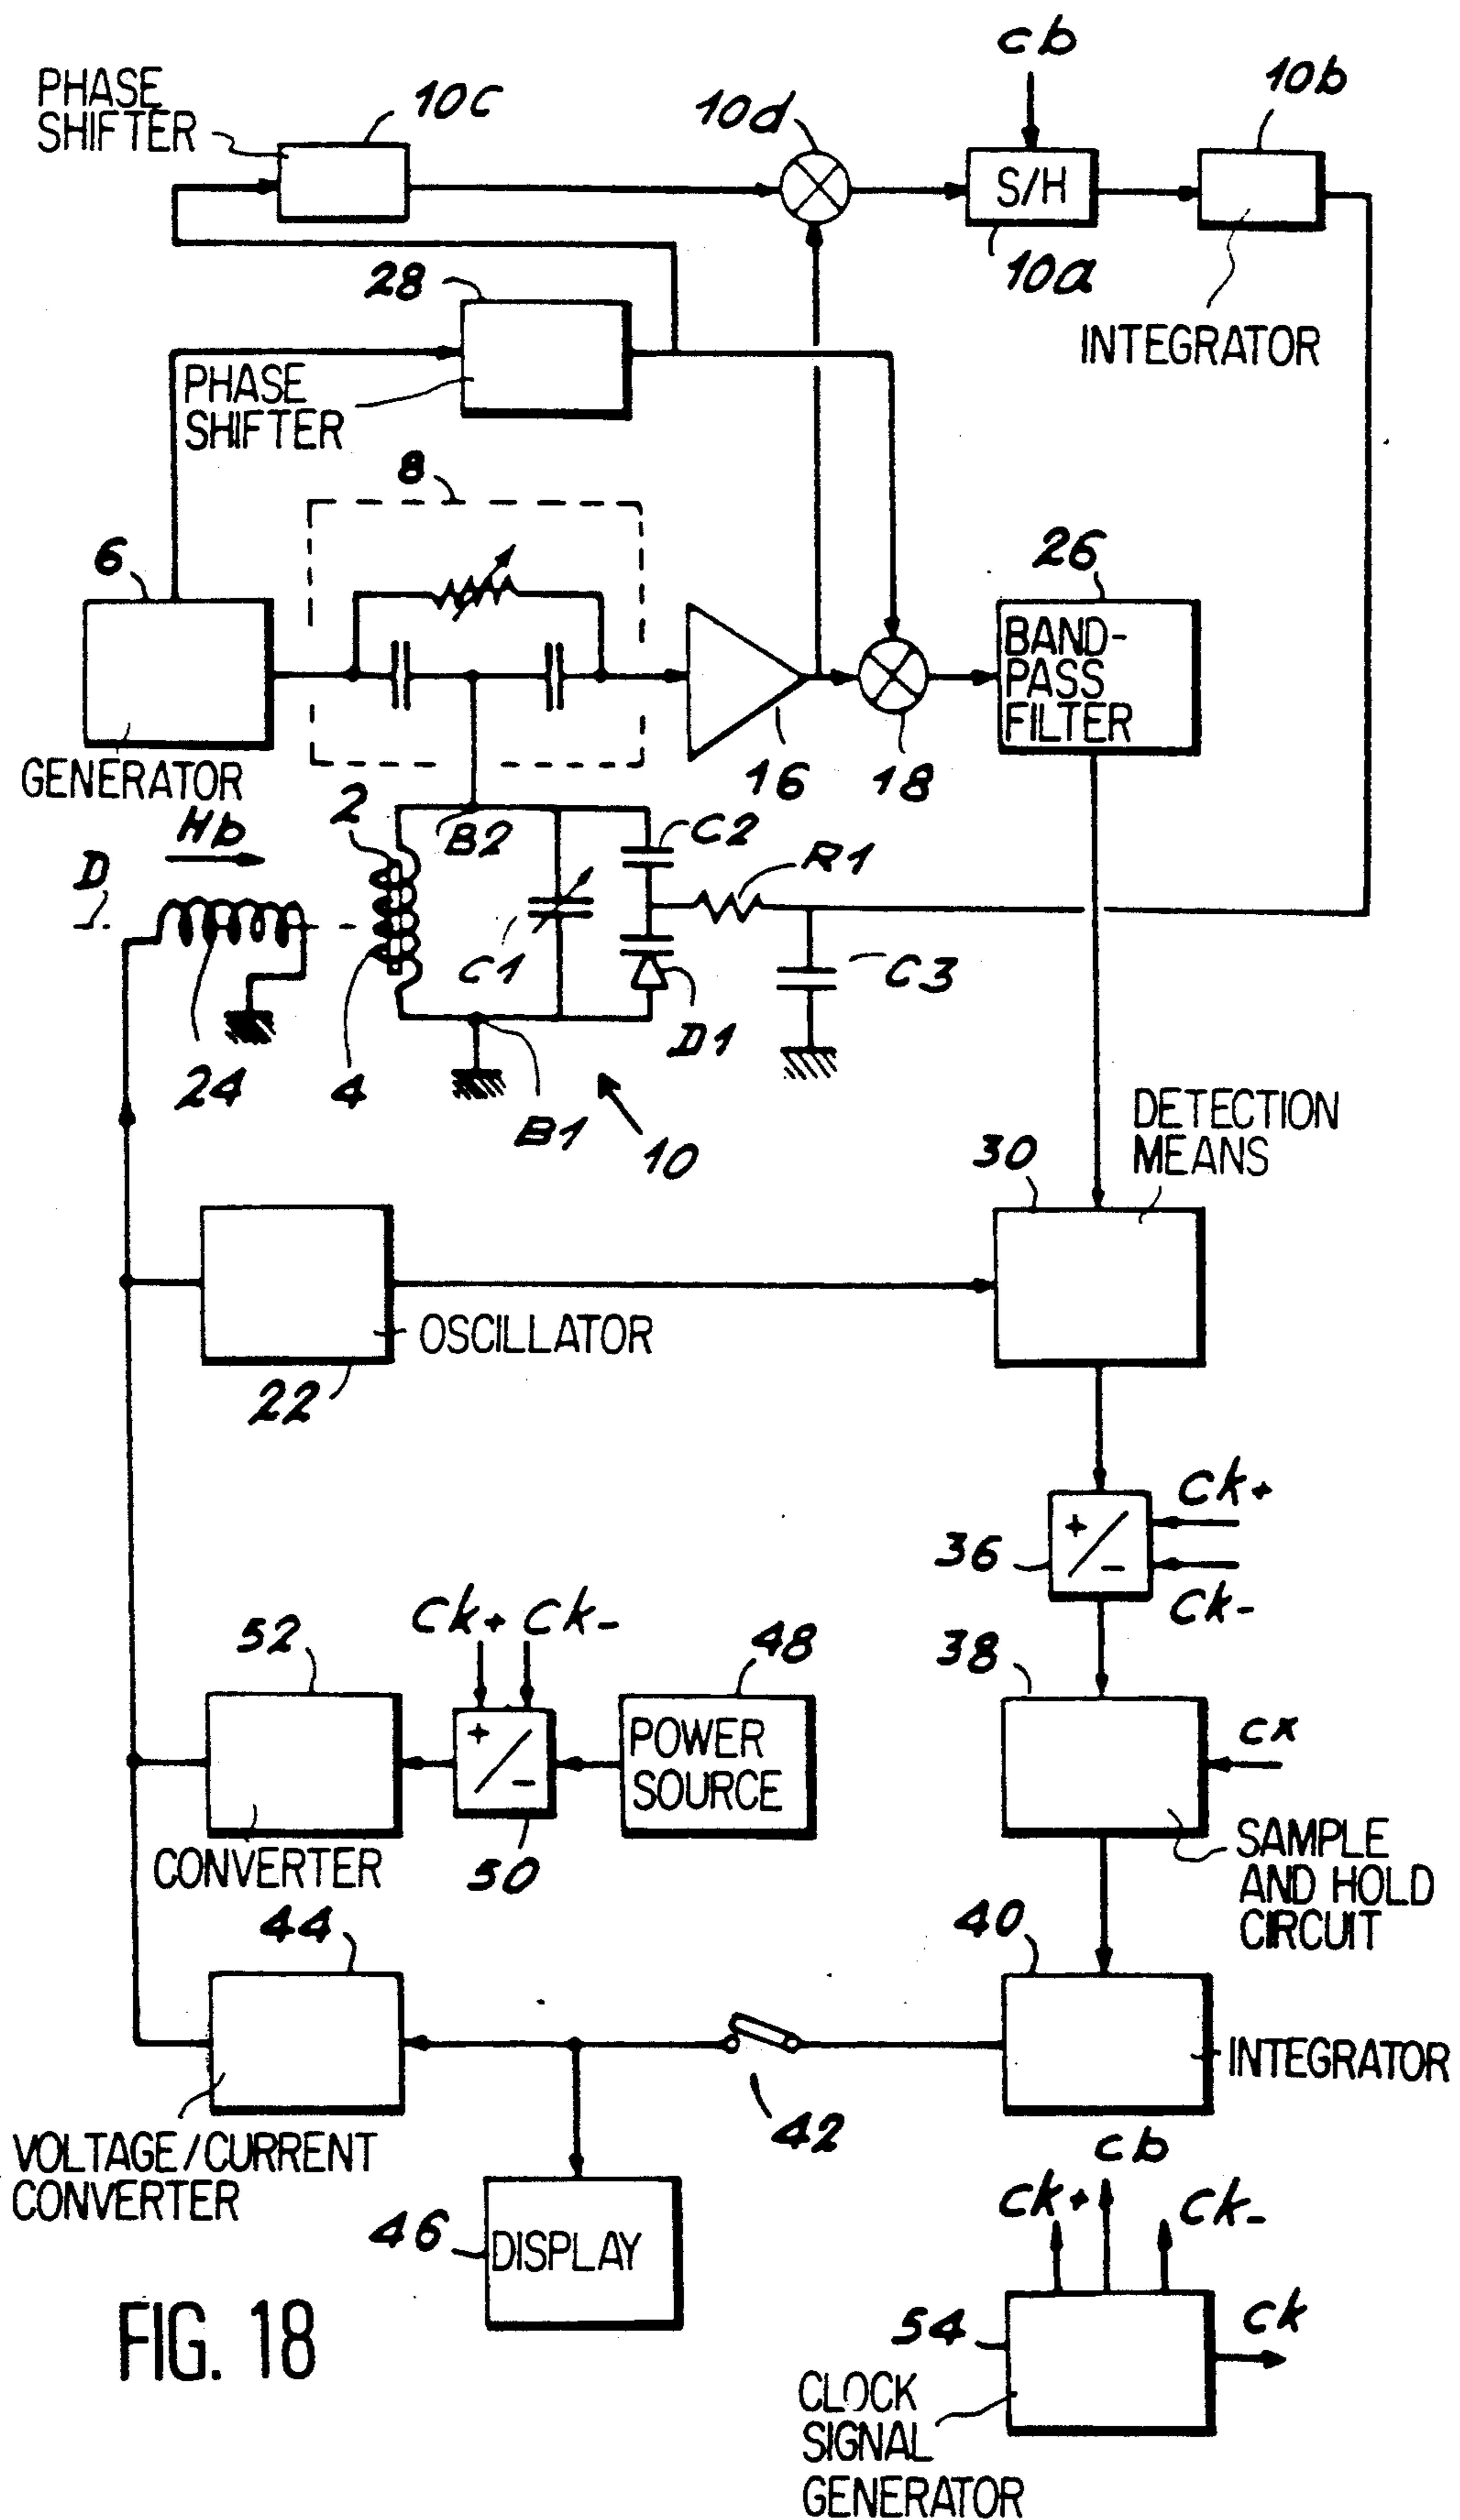 cb
PHASE
SHIFTER
10c
10d
10b
S/H
10a
INTEGRATOR
28
PHASE
SHIFTER
8
6
26
BAND-
PASS
FILTER
GENERATOR
16
18
Hb
2
B2
C2
R1
D
C1
C3
24
4
D1
B1
10
DETECTION
MEANS
30
OSCILLATOR
22
+
-
ck+
36
ck-
ck+ ck-
52
48
38
POWER
SOURCE
+
-
cx
CONVERTER
50
SAMPLE
AND HOLD
CIRCUIT
44
40
INTEGRATOR
42
VOLTAGE/CURRENT
CONVERTER
46
DISPLAY
cb
ck+
ck-
FIG. 18
54
ck
CLOCK
SIGNAL
GENERATOR